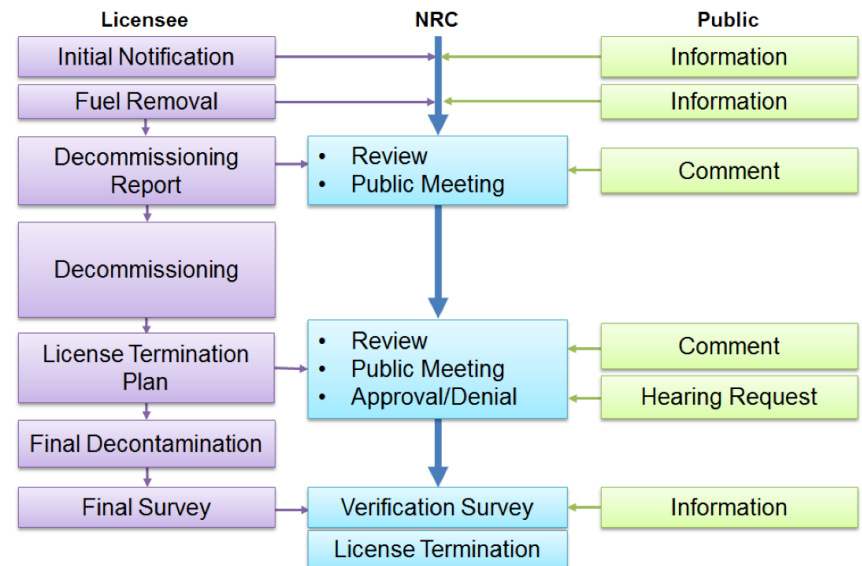 Licensee
NRC
Public
Initial Notification
Information
Fuel Removal
Information
Decommissioning
Report
• Review
• Public Meeting
Comment
Decommissioning
License Termination
Plan
• Review
• Public Meeting
• Approval/Denial
Comment
Hearing Request
Final Decontamination
Final Survey
Verification Survey
Information
License Termination